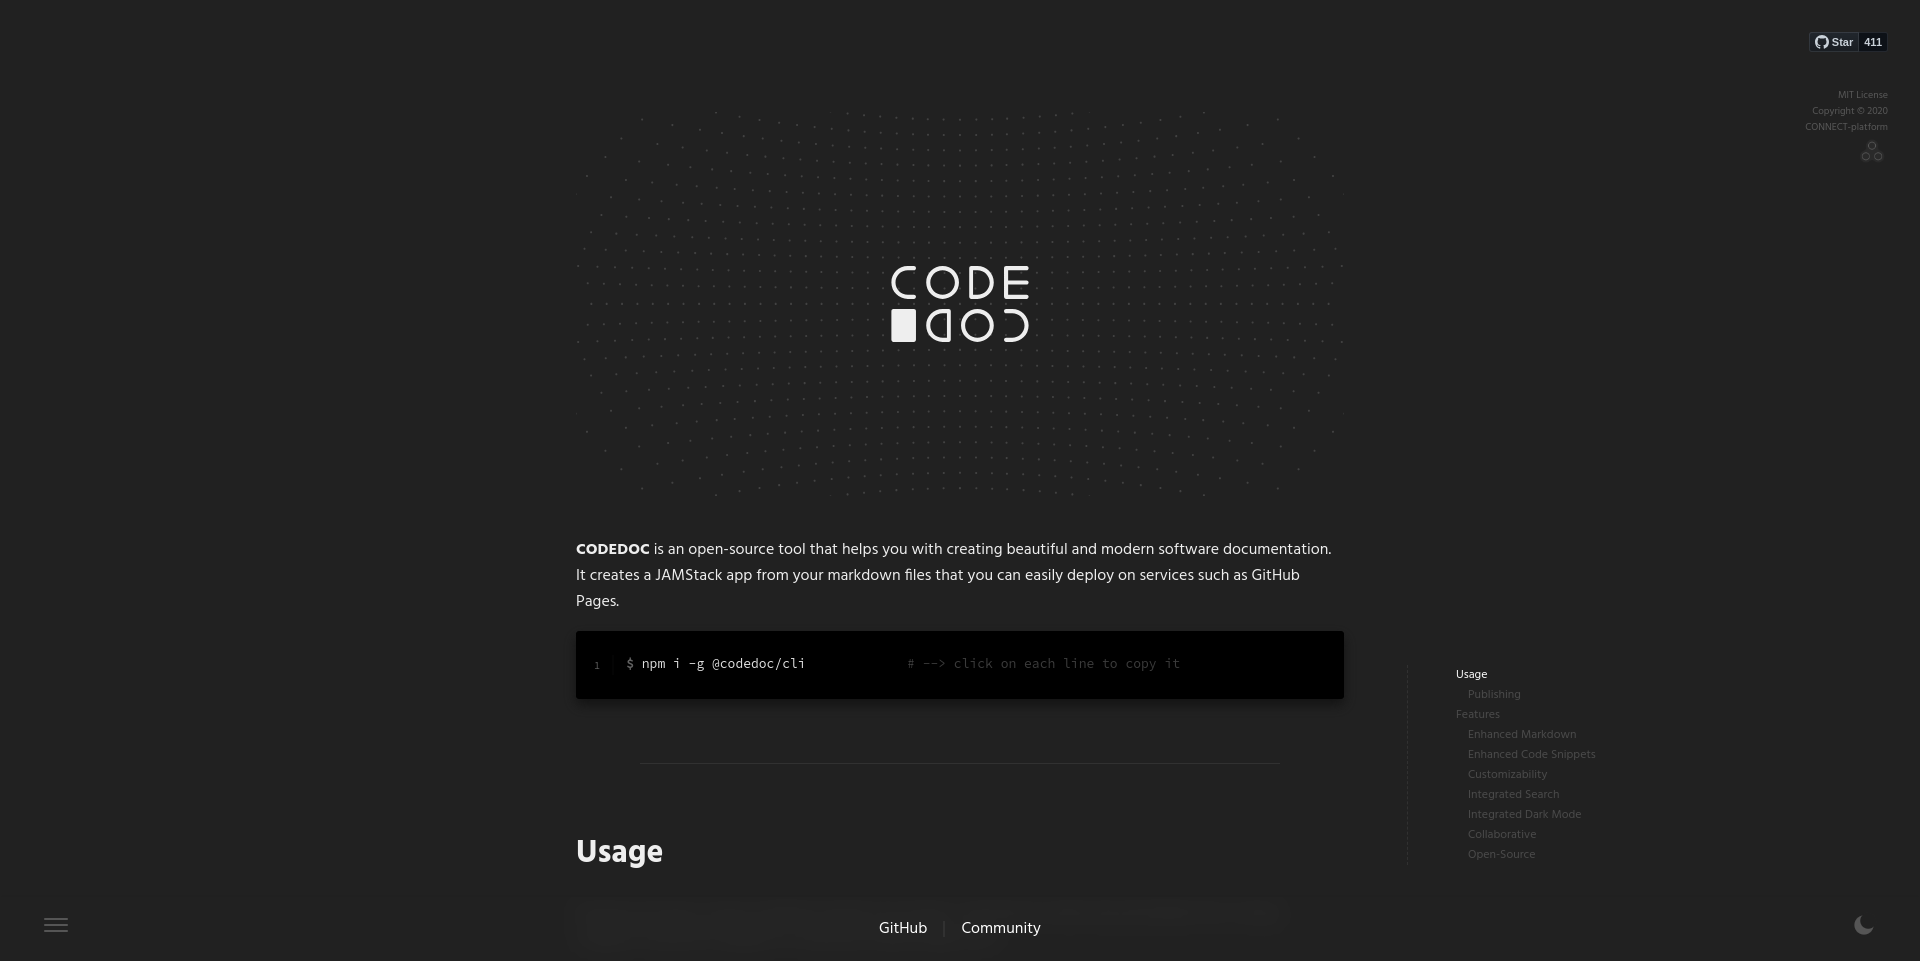 Star 411
MIT License
Copyright © 2020
CONNECT-platform
CODE
DOC
CODEDOC is an open-source tool that helps you with creating beautiful and modern software documentation.
It creates a JAMStack app from your markdown files that you can easily deploy on services such as GitHub
Pages.
1 $ npm i -g @codedoc/cli # --> click on each line to copy it
Usage
Publishing
Features
Enhanced Markdown
Enhanced Code Snippets
Customizability
Integrated Search
Integrated Dark Mode
Collaborative
Open-Source
Usage
GitHub | Community